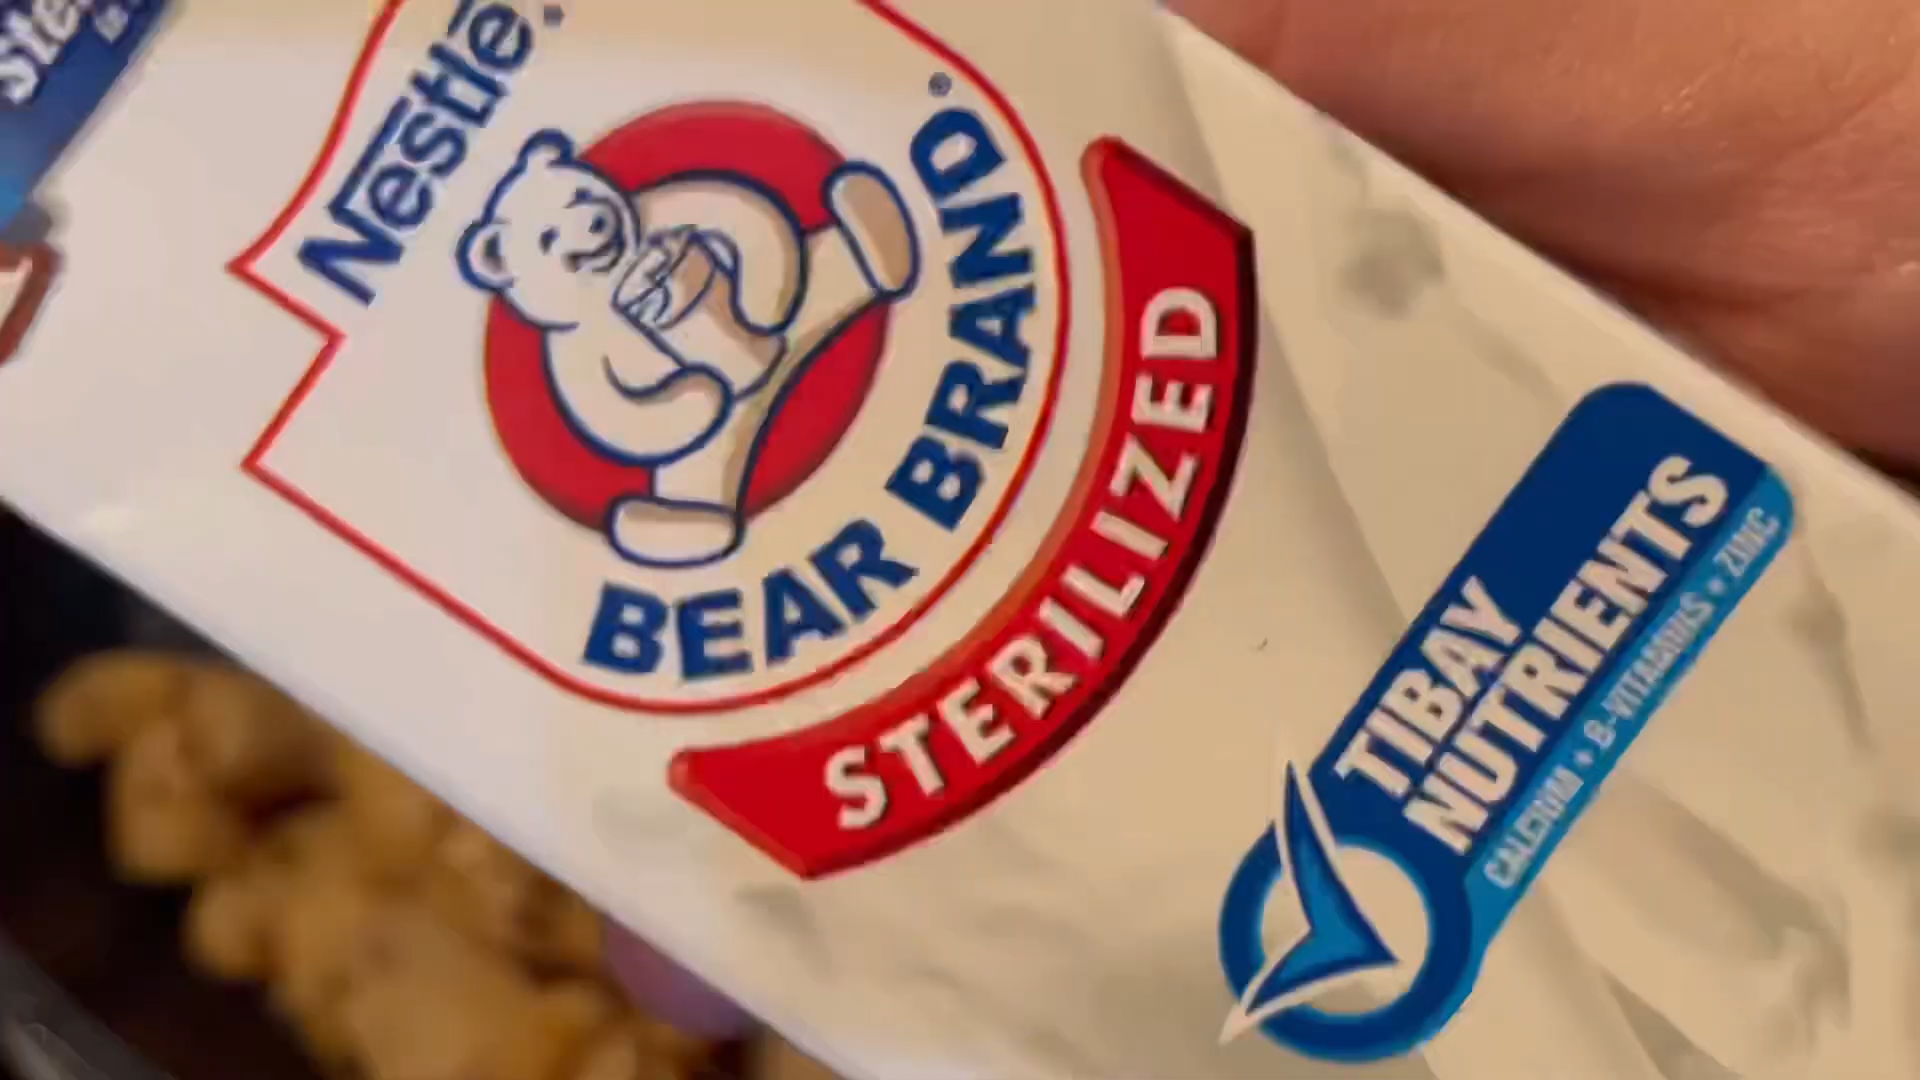 Nestlé®
BEAR BRAND®
STERILIZED
TIBAY
NUTRIENTS
CALCIUM • B-VITAMINS • ZINC